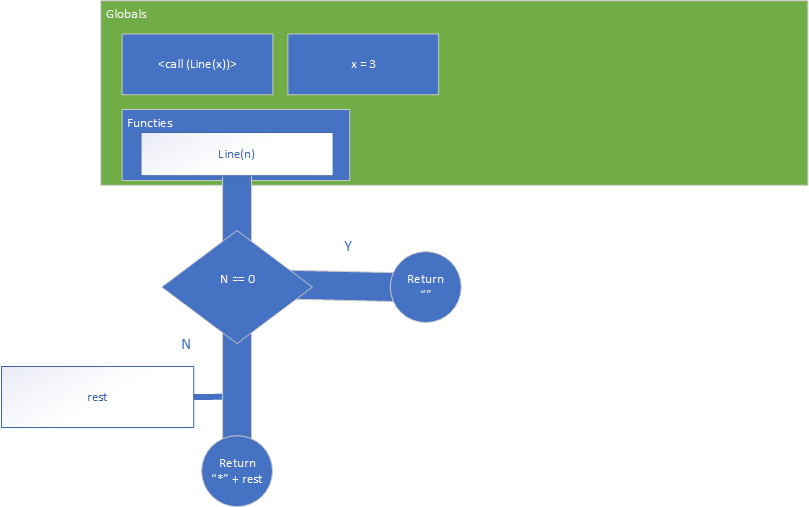 Globals
<call (Line(x))>
x = 3
Functies
Line(n)
N == 0
Y
Return
“”
N
rest
Return
“*” + rest